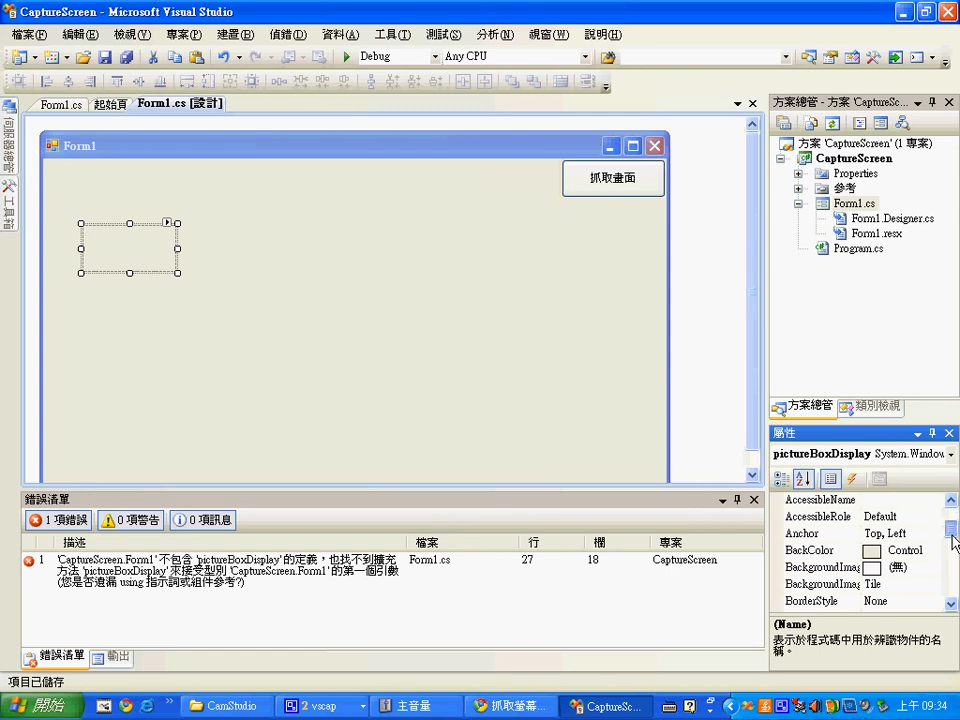 CaptureScreen - Microsoft Visual Studio
檔案(F) 編輯(E) 檢視(V) 專案(P) 建置(B) 偵錯(D) 資料(A) 工具(T) 測試(S) 分析(N) 視窗(W) 說明(H)
Debug Any CPU
Form1.cs 起始頁 Form1.cs [設計]
伺服器總管
工具箱
Form1
抓取畫面
方案總管 - 方案 'CaptureSc...
方案 'CaptureScreen' (1 專案)
CaptureScreen
Properties
參考
Form1.cs
Form1.Designer.cs
Form1.resx
Program.cs
方案總管 類別檢視
屬性
pictureBoxDisplay System.Window
AccessibleName
AccessibleRole Default
Anchor Top, Left
BackColor Control
BackgroundImag (無)
BackgroundImag Tile
BorderStyle None
(Name)
表示於程式碼中用於辨識物件的名
稱。
錯誤清單
1 項錯誤 0 項警告 0 項訊息
描述 檔案 行 欄 專案
1 'CaptureScreen.Form1' 不包含 'pictureBoxDisplay' 的定義，也找不到擴充 Form1.cs 27 18 CaptureScreen
方法 'pictureBoxDisplay' 來接受型別 'CaptureScreen.Form1' 的第一個引數
(您是否遺漏 using 指示詞或組件參考?)
錯誤清單 輸出
項目已儲存
開始 CamStudio 2 vscap 主音量 抓取螢幕... CaptureSc... 上午 09:34